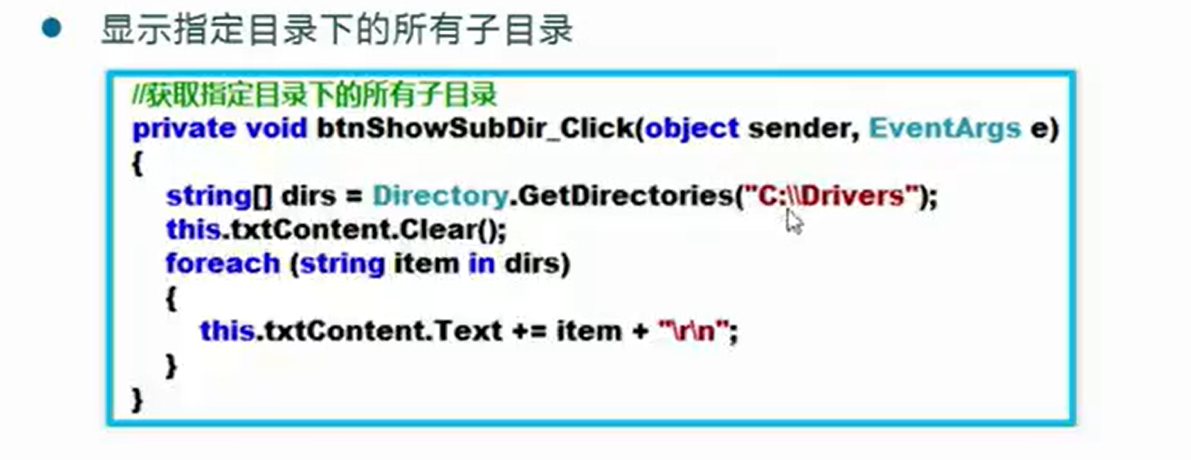 显示指定目录下的所有子目录
//获取指定目录下的所有子目录
private void btnShowSubDir_Click(object sender, EventArgs e)
{
string[] dirs = Directory.GetDirectories("C:\\Drivers");
this.txtContent.Clear();
foreach (string item in dirs)
{
this.txtContent.Text += item + "\r\n";
}
}